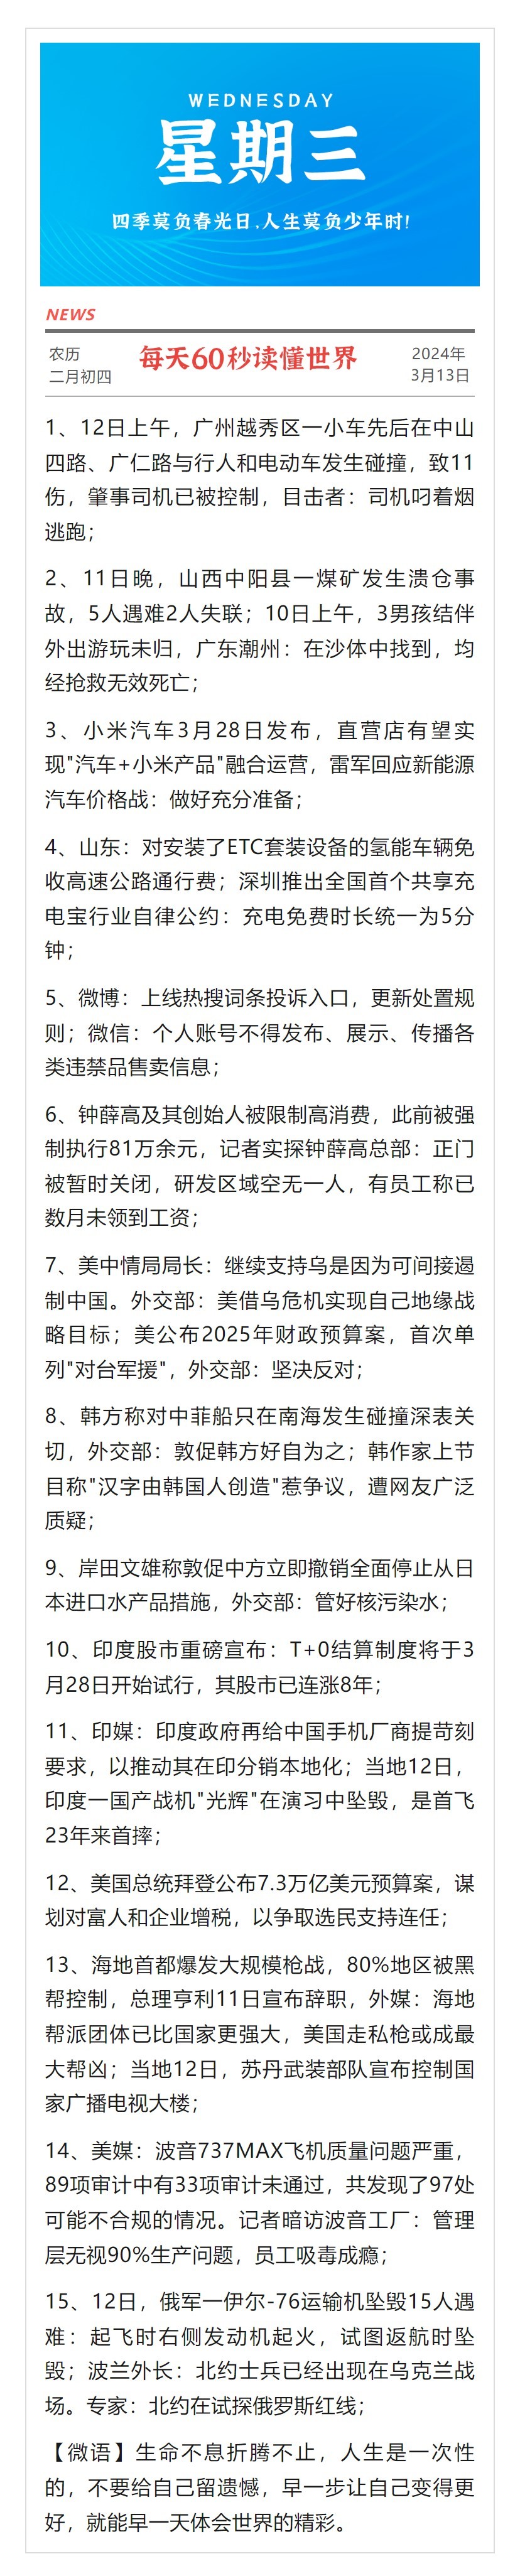 WEDNESDAY
星期三
四季莫负春光日,人生莫负少年时!
NEWS
农历
二月初四
每天60秒读懂世界
2024年
3月13日
1、12日上午，广州越秀区一小车先后在中山
四路、广仁路与行人和电动车发生碰撞，致11
伤，肇事司机已被控制，目击者：司机叼着烟
逃跑；
2、11日晚，山西中阳县一煤矿发生溃仓事
故，5人遇难2人失联；10日上午，3男孩结伴
外出游玩未归，广东潮州：在沙体中找到，均
经抢救无效死亡；
3、小米汽车3月28日发布，直营店有望实
现"汽车+小米产品"融合运营，雷军回应新能源
汽车价格战：做好充分准备；
4、山东：对安装了ETC套装设备的氢能车辆免
收高速公路通行费；深圳推出全国首个共享充
电宝行业自律公约：充电免费时长统一为5分
钟；
5、微博：上线热搜词条投诉入口，更新处置规
则；微信：个人账号不得发布、展示、传播各
类违禁品售卖信息；
6、钟薛高及其创始人被限制高消费，此前被强
制执行81万余元，记者实探钟薛高总部：正门
被暂时关闭，研发区域空无一人，有员工称已
数月未领到工资；
7、美中情局局长：继续支持乌是因为可间接遏
制中国。外交部：美借乌危机实现自己地缘战
略目标；美公布2025年财政预算案，首次单
列"对台军援"，外交部：坚决反对；
8、韩方称对中菲船只在南海发生碰撞深表关
切，外交部：敦促韩方好自为之；韩作家上节
目称"汉字由韩国人创造"惹争议，遭网友广泛
质疑；
9、岸田文雄称敦促中方立即撤销全面停止从日
本进口水产品措施，外交部：管好核污染水；
10、印度股市重磅宣布：T+0结算制度将于3
月28日开始试行，其股市已连涨8年；
11、印媒：印度政府再给中国手机厂商提苛刻
要求，以推动其在印分销本地化；当地12日，
印度一国产战机"光辉"在演习中坠毁，是首飞
23年来首摔；
12、美国总统拜登公布7.3万亿美元预算案，谋
划对富人和企业增税，以争取选民支持连任；
13、海地首都爆发大规模枪战，80%地区被黑
帮控制，总理亨利11日宣布辞职，外媒：海地
帮派团体已比国家更强大，美国走私枪或成最
大帮凶；当地12日，苏丹武装部队宣布控制国
家广播电视大楼；
14、美媒：波音737MAX飞机质量问题严重，
89项审计中有33项审计未通过，共发现了97处
可能不合规的情况。记者暗访波音工厂：管理
层无视90%生产问题，员工吸毒成瘾；
15、12日，俄军一伊尔-76运输机坠毁15人遇
难：起飞时右侧发动机起火，试图返航时坠
毁；波兰外长：北约士兵已经出现在乌克兰战
场。专家：北约在试探俄罗斯红线；
【微语】生命不息折腾不止，人生是一次性
的，不要给自己留遗憾，早一步让自己变得更
好，就能早一天体会世界的精彩。